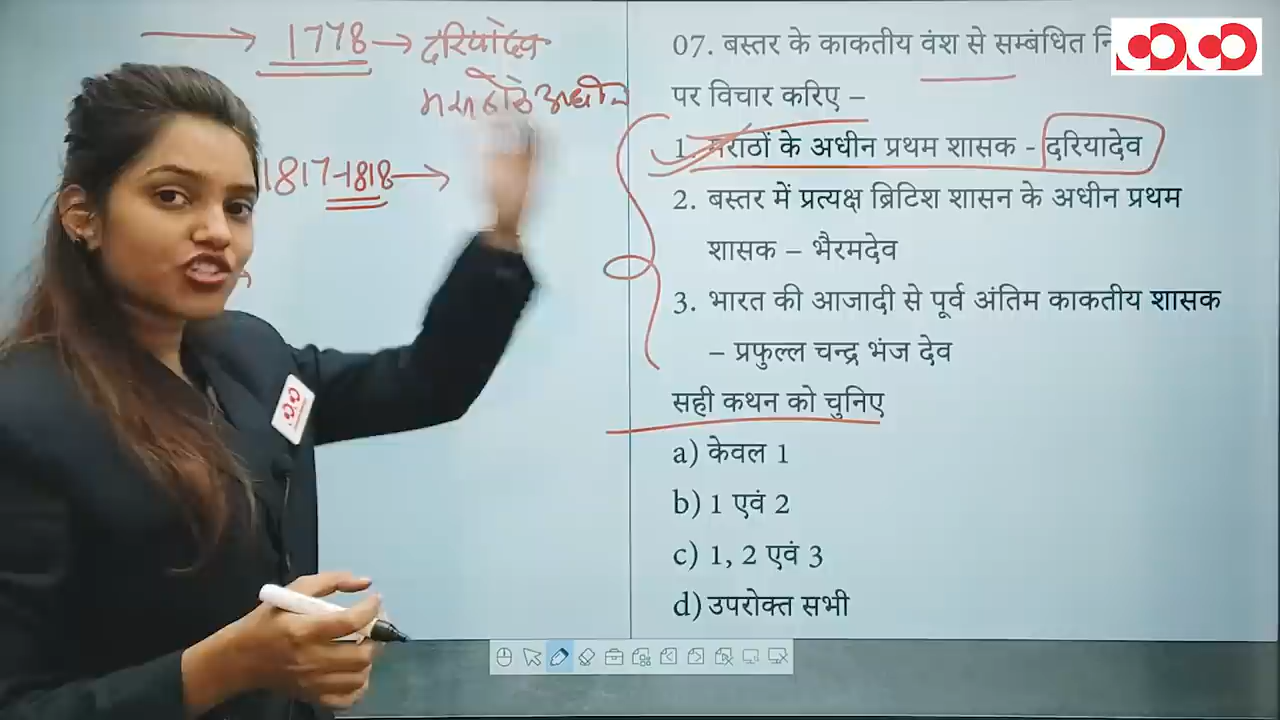 1778 → दरियादेव
मराठो के अधीन
1817-1818 →
07. बस्तर के काकतीय वंश से सम्बंधित
पर विचार करिए –
1. मराठों के अधीन प्रथम शासक - दरियादेव
2. बस्तर में प्रत्यक्ष ब्रिटिश शासन के अधीन प्रथम
शासक – भैरमदेव
3. भारत की आजादी से पूर्व अंतिम काकतीय शासक
– प्रफुल्ल चन्द्र भंज देव
सही कथन को चुनिए
a) केवल 1
b) 1 एवं 2
c) 1, 2 एवं 3
d) उपरोक्त सभी